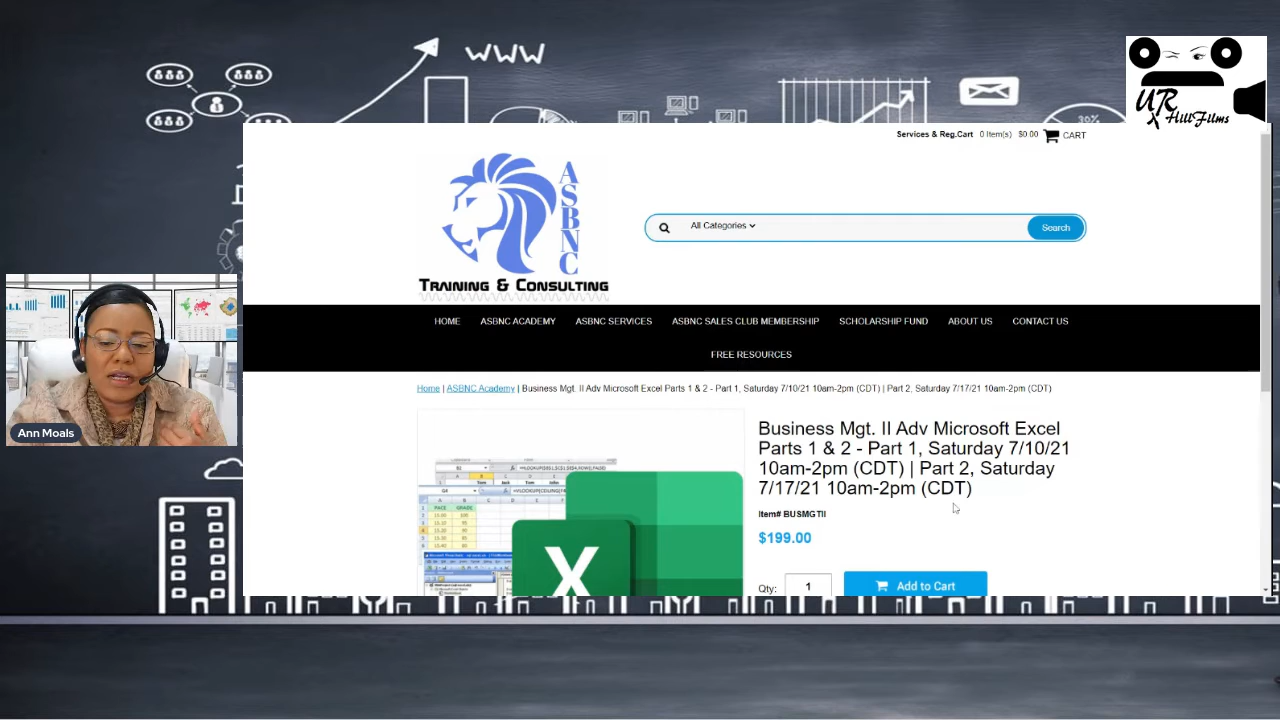 WWW
30%
UR
HillFilms
Services & Reg.Cart 0 Item(s) $0.00 CART
ASBNC
Training & Consulting
All Categories
Search
HOME ASBNC ACADEMY ASBNC SERVICES ASBNC SALES CLUB MEMBERSHIP SCHOLARSHIP FUND ABOUT US CONTACT US
FREE RESOURCES
Home | ASBNC Academy | Business Mgt. II Adv Microsoft Excel Parts 1 & 2 - Part 1, Saturday 7/10/21 10am-2pm (CDT) | Part 2, Saturday 7/17/21 10am-2pm (CDT)
Business Mgt. II Adv Microsoft Excel
Parts 1 & 2 - Part 1, Saturday 7/10/21
10am-2pm (CDT) | Part 2, Saturday
7/17/21 10am-2pm (CDT)
Item# BUSMGTII
$199.00
Qty: 1 Add to Cart
PACE GRADE
X
Ann Moals